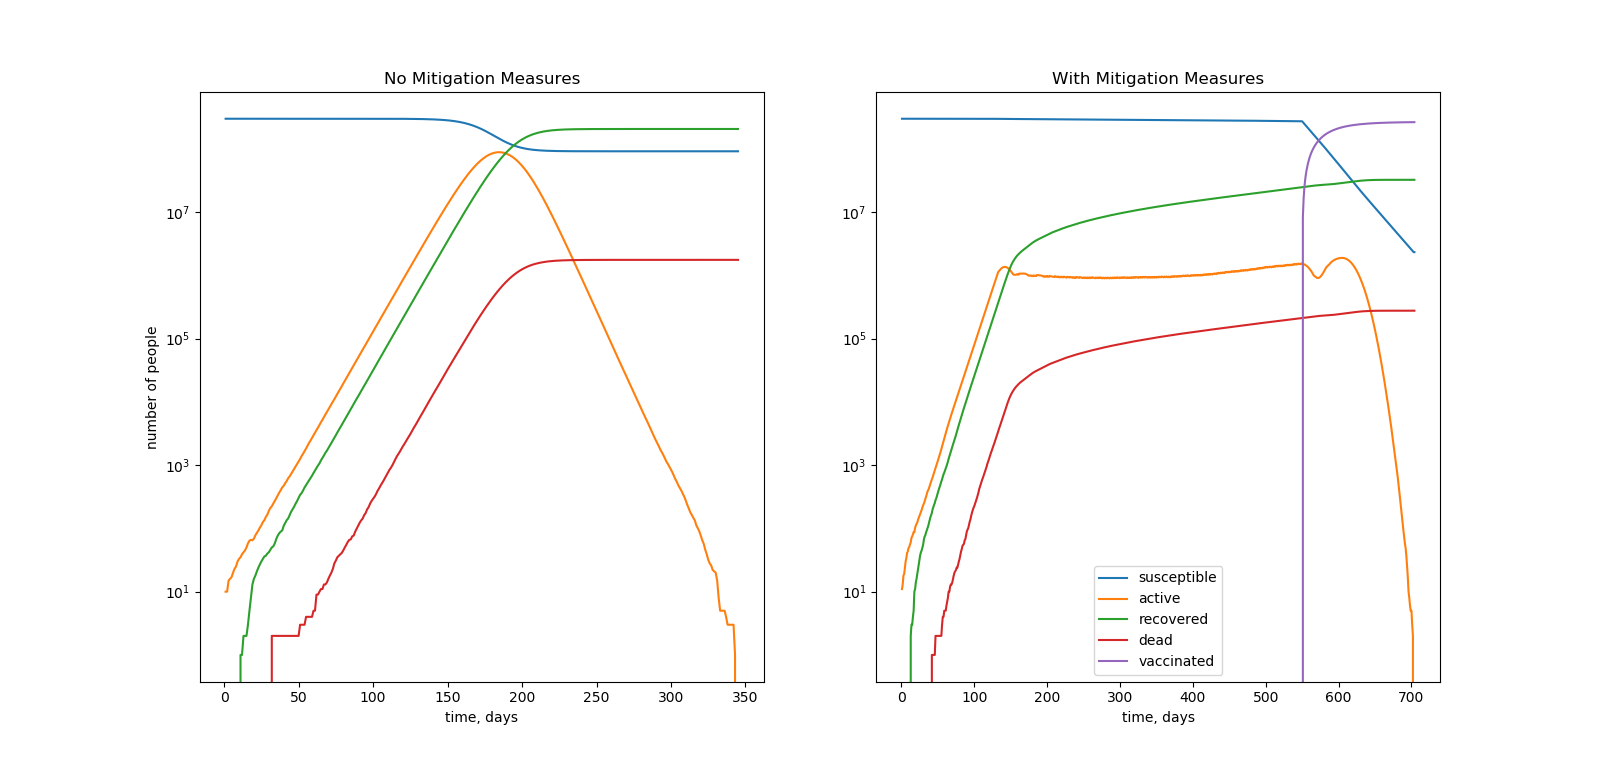 No Mitigation Measures
number of people
10^7
10^5
10^3
10^1
0 50 100 150 200 250 300 350
time, days
With Mitigation Measures
10^7
10^5
10^3
10^1
susceptible
active
recovered
dead
vaccinated
0 100 200 300 400 500 600 700
time, days